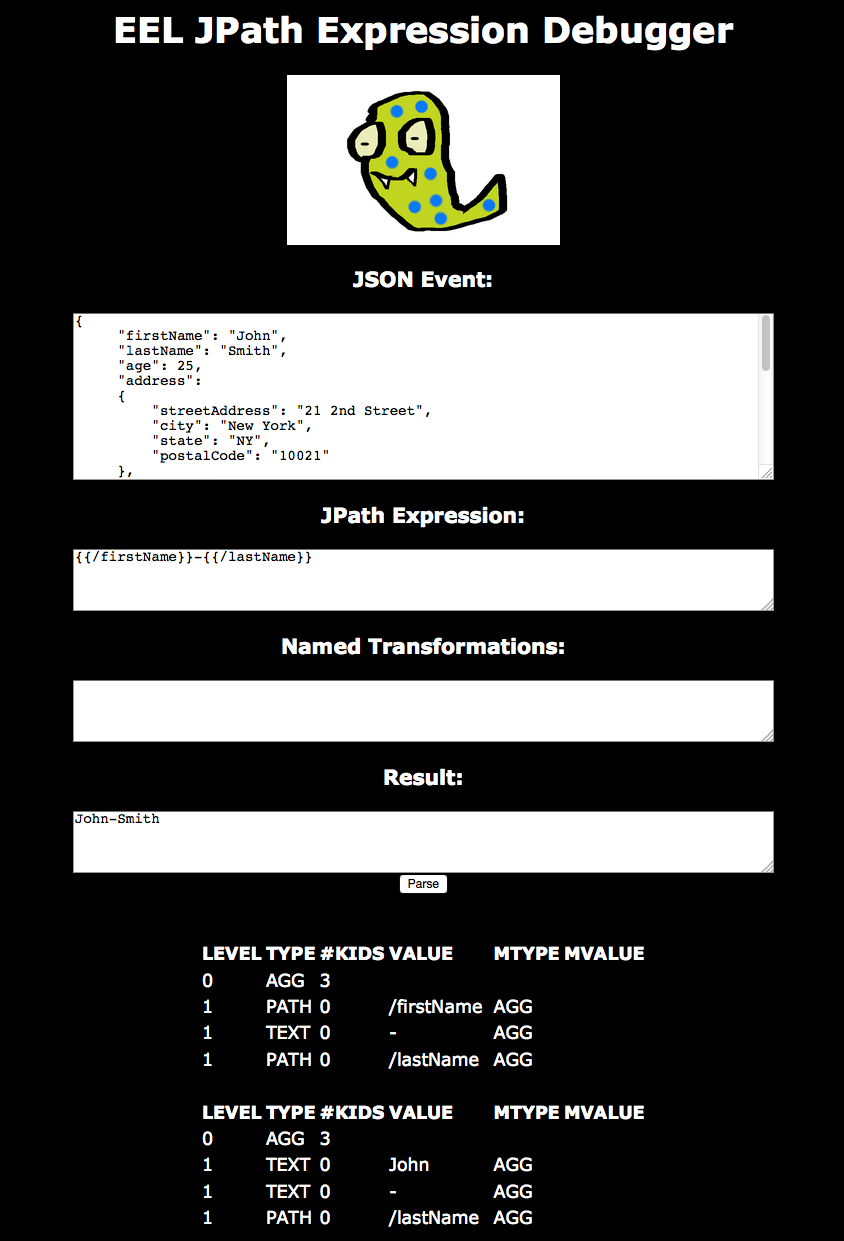 EEL JPath Expression Debugger
JSON Event:
{
     "firstName": "John",
     "lastName": "Smith",
     "age": 25,
     "address":
     {
         "streetAddress": "21 2nd Street",
         "city": "New York",
         "state": "NY",
         "postalCode": "10021"
     },
JPath Expression:
{{/firstName}}-{{/lastName}}
Named Transformations:
Result:
John-Smith
Parse
LEVEL TYPE #KIDS VALUE MTYPE MVALUE
0 AGG 3
1 PATH 0 /firstName AGG
1 TEXT 0 - AGG
1 PATH 0 /lastName AGG
LEVEL TYPE #KIDS VALUE MTYPE MVALUE
0 AGG 3
1 TEXT 0 John AGG
1 TEXT 0 - AGG
1 PATH 0 /lastName AGG